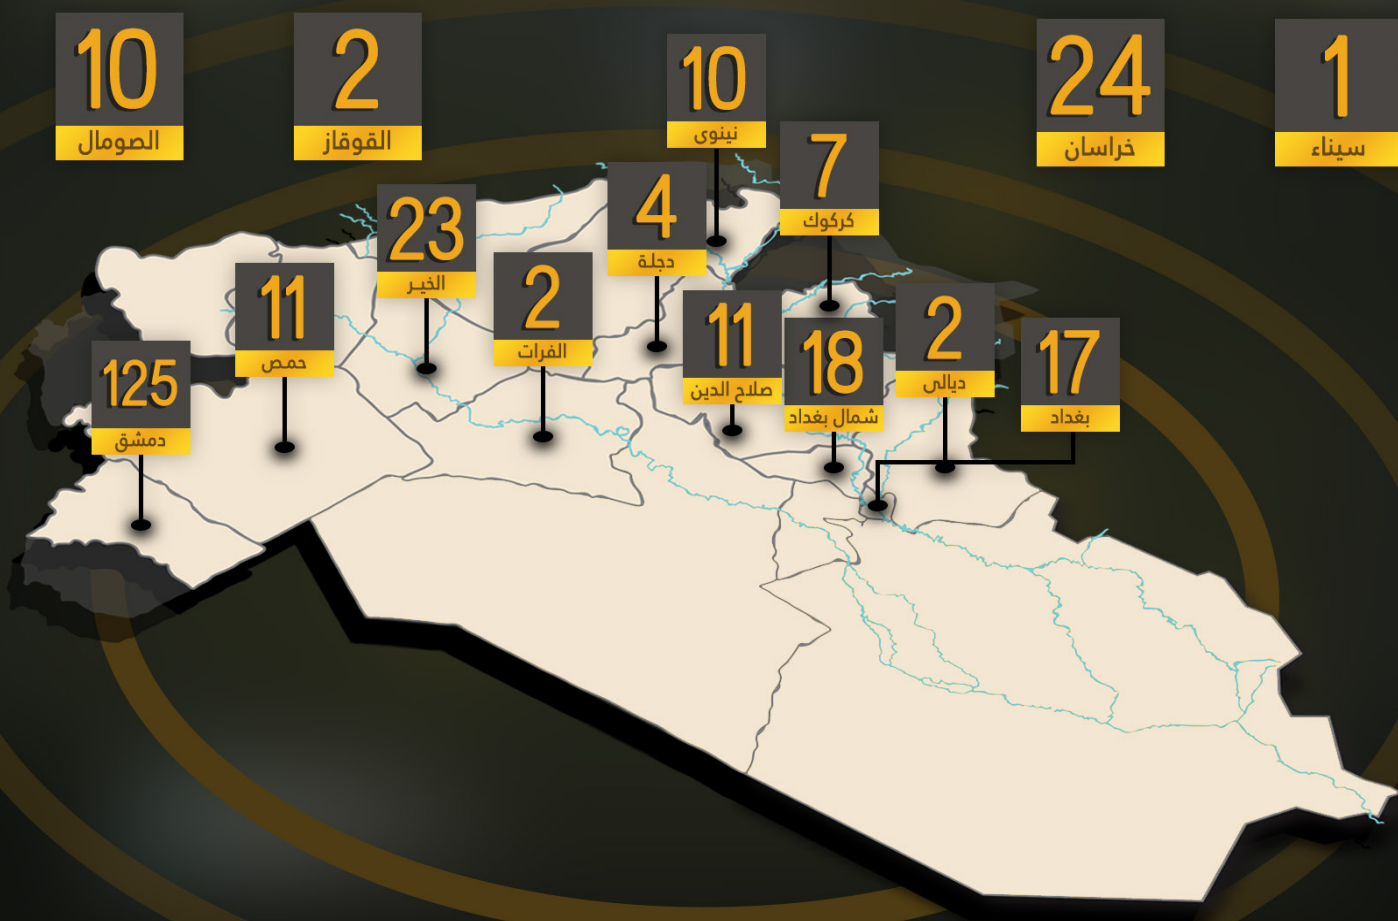 10
الصومال
2
القوقاز
10
نينوى
24
خراسان
1
سيناء
7
كركوك
4
دجلة
23
الخيـر
2
الفرات
11
حمص
11
صلاح الدين
18
شمال بغداد
2
ديالى
17
بغداد
125
دمشق